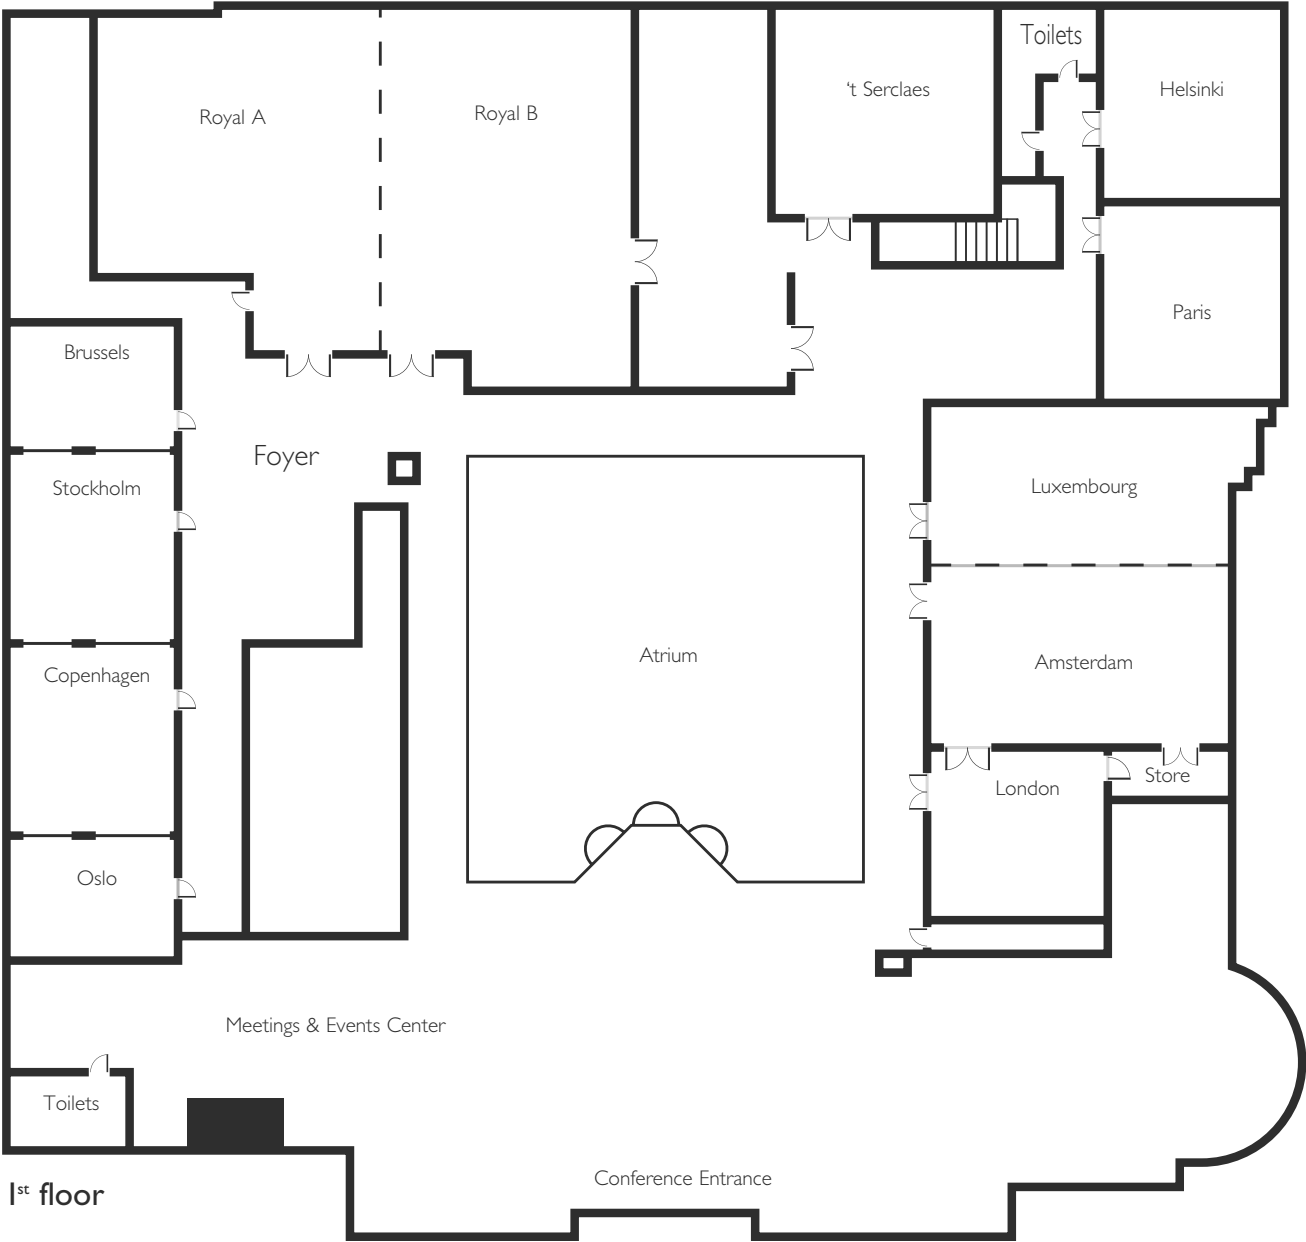 Toilets
Helsinki
't Serclaes
Royal A
Royal B
Paris
Brussels
Foyer
Stockholm
Luxembourg
Atrium
Amsterdam
Copenhagen
Store
London
Oslo
Meetings & Events Center
Toilets
Conference Entrance
1st floor